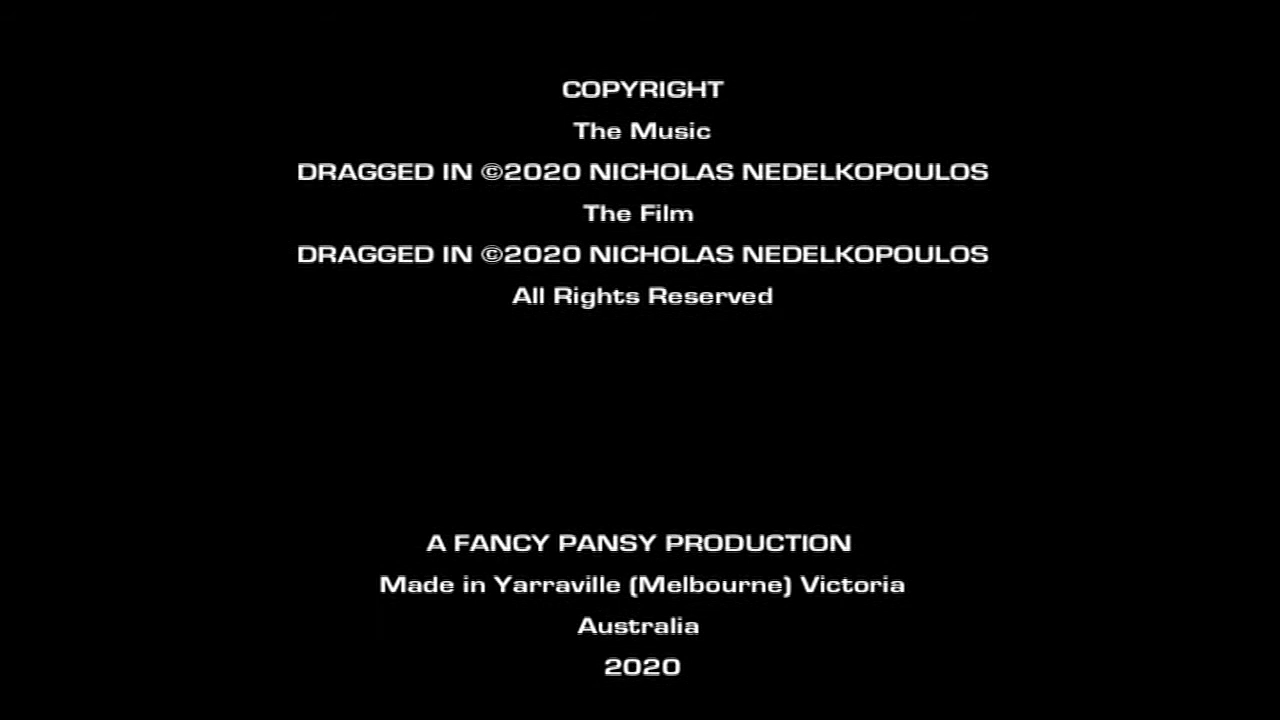 COPYRIGHT
The Music
DRAGGED IN ©2020 NICHOLAS NEDELKOPOULOS
The Film
DRAGGED IN ©2020 NICHOLAS NEDELKOPOULOS
All Rights Reserved
A FANCY PANSY PRODUCTION
Made in Yarraville (Melbourne) Victoria
Australia
2020